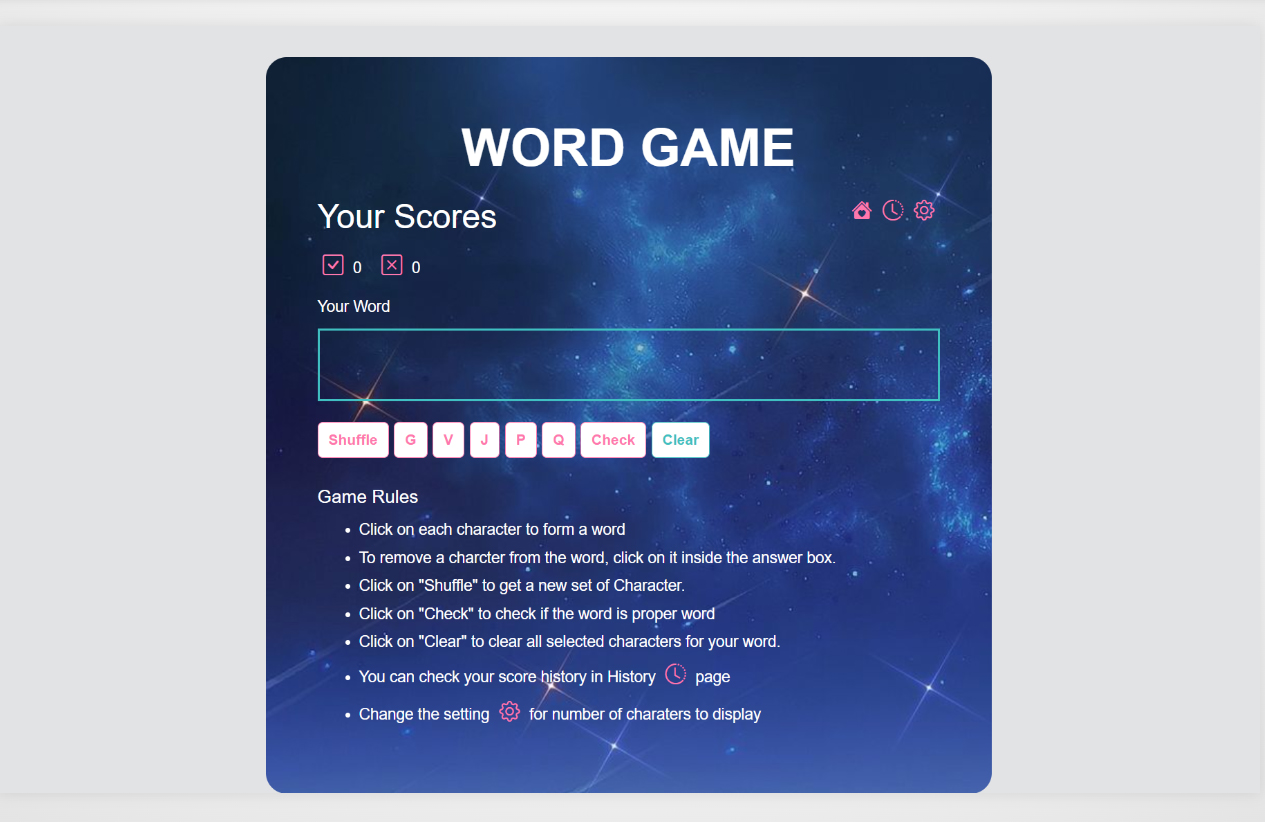 WORD GAME
Your Scores
0 0
Your Word
Shuffle G V J P Q Check Clear
Game Rules
Click on each character to form a word
To remove a charcter from the word, click on it inside the answer box.
Click on "Shuffle" to get a new set of Character.
Click on "Check" to check if the word is proper word
Click on "Clear" to clear all selected characters for your word.
You can check your score history in History page
Change the setting for number of charaters to display